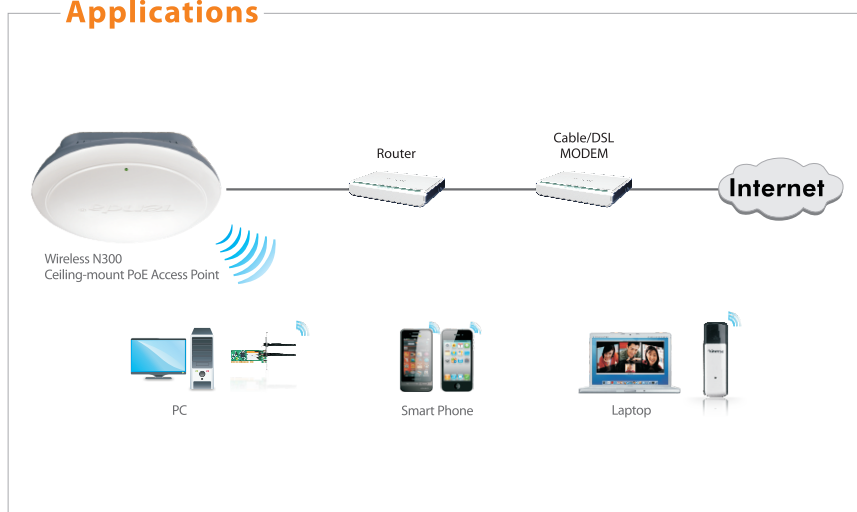 Applications
Router
Cable/DSL
MODEM
Internet
Wireless N300
Ceiling-mount PoE Access Point
PC
Smart Phone
Laptop